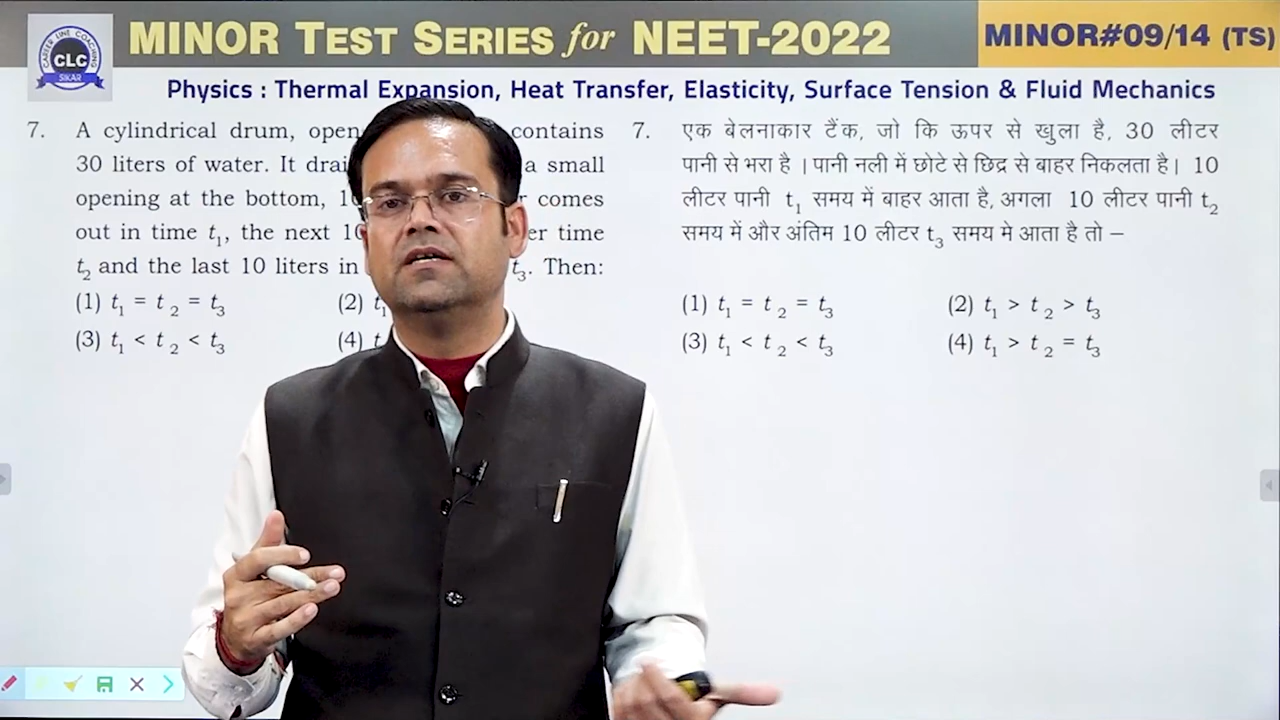 CAREER LINE COACHING
CLC
SIKAR
MINOR TEST SERIES for NEET-2022
MINOR#09/14 (TS)
Physics : Thermal Expansion, Heat Transfer, Elasticity, Surface Tension & Fluid Mechanics
7. A cylindrical drum, open contains
30 liters of water. It a small
opening at the bottom, comes
out in time t₁, the next time
t₂ and the last 10 liters in t₃. Then:
(1) t₁ = t₂ = t₃ (2)
(3) t₁ < t₂ < t₃ (4)
7. एक बेलनाकार टैंक, जो कि ऊपर से खुला है, 30 लीटर
पानी से भरा है । पानी नली में छोटे से छिद्र से बाहर निकलता है। 10
लीटर पानी t₁ समय में बाहर आता है, अगला 10 लीटर पानी t₂
समय में और अंतिम 10 लीटर t₃ समय मे आता है तो –
(1) t₁ = t₂ = t₃ (2) t₁ > t₂ > t₃
(3) t₁ < t₂ < t₃ (4) t₁ > t₂ = t₃